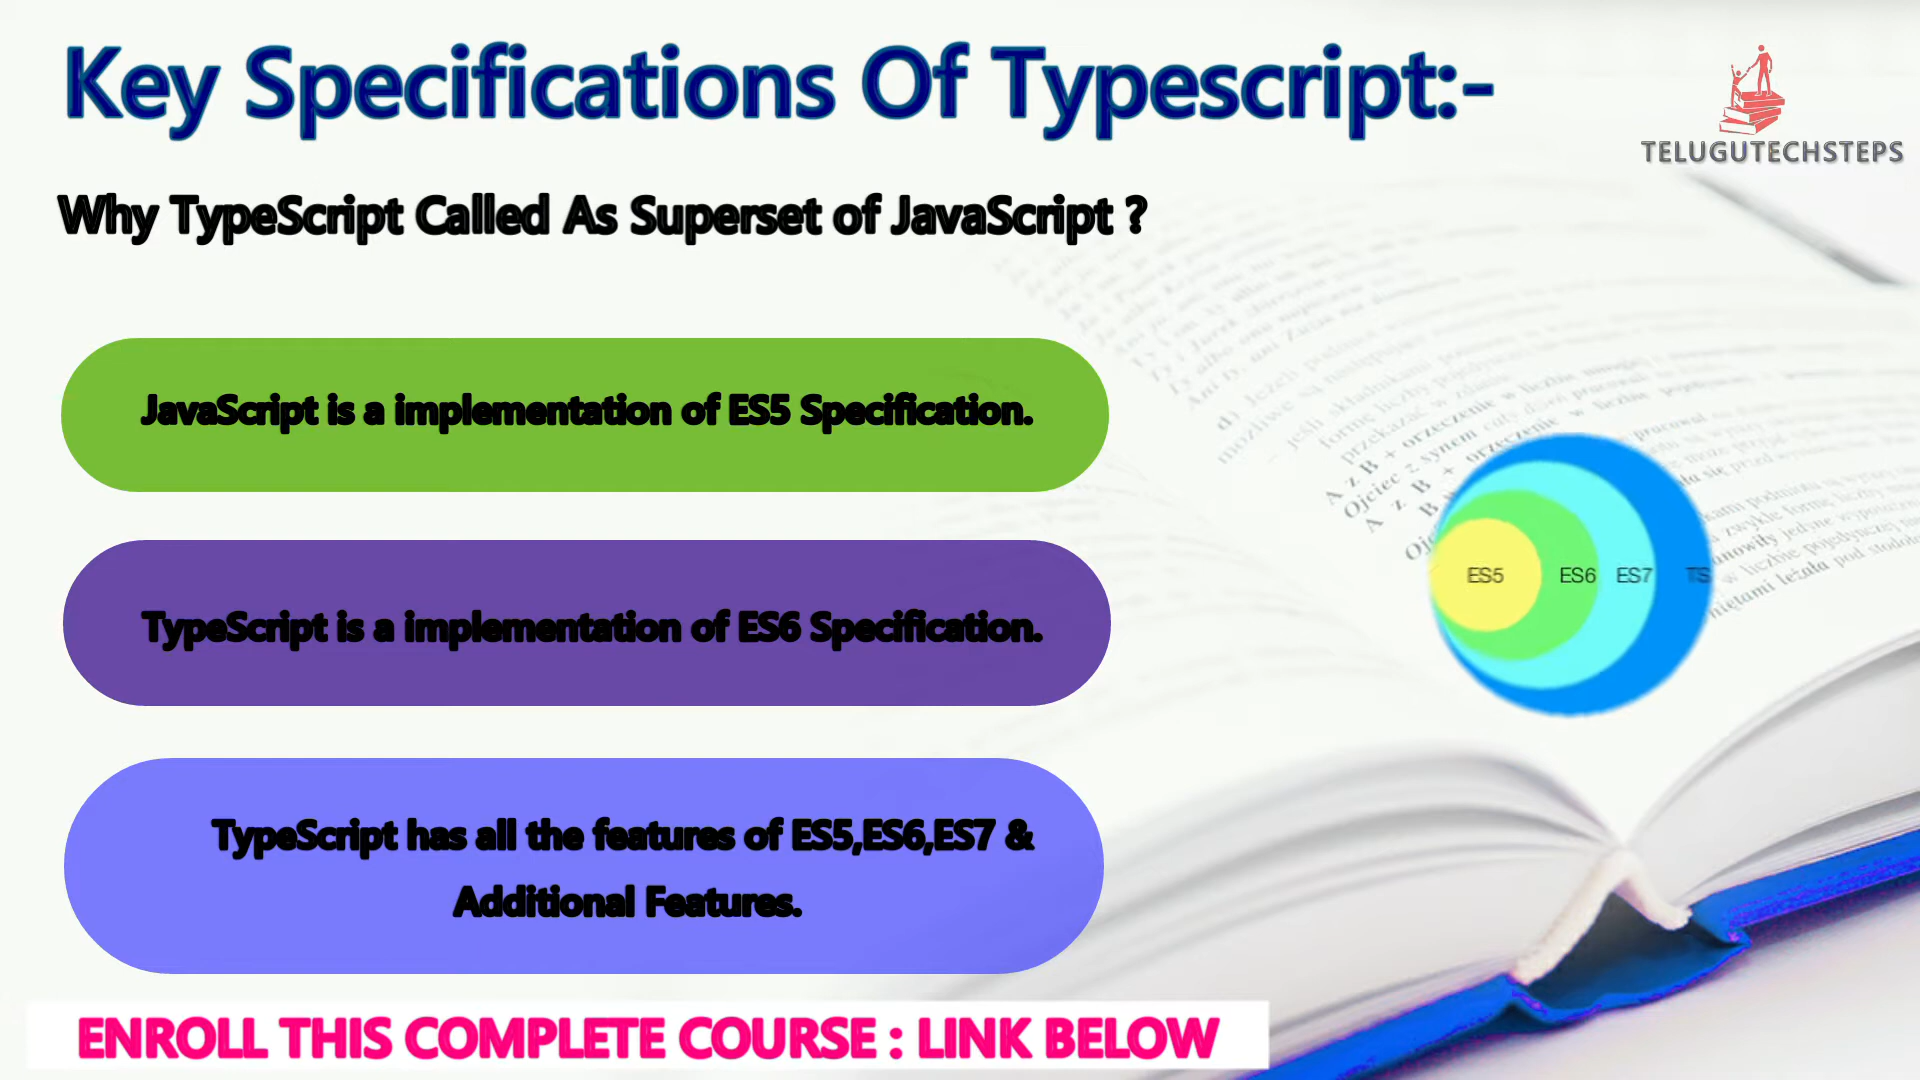 Key Specifications Of Typescript:-
TELUGUTECHSTEPS
Why TypeScript Called As Superset of JavaScript ?
JavaScript is a implementation of ES5 Specification.
TypeScript is a implementation of ES6 Specification.
ES5 ES6 ES7 TS
TypeScript has all the features of ES5,ES6,ES7 &
Additional Features.
ENROLL THIS COMPLETE COURSE : LINK BELOW